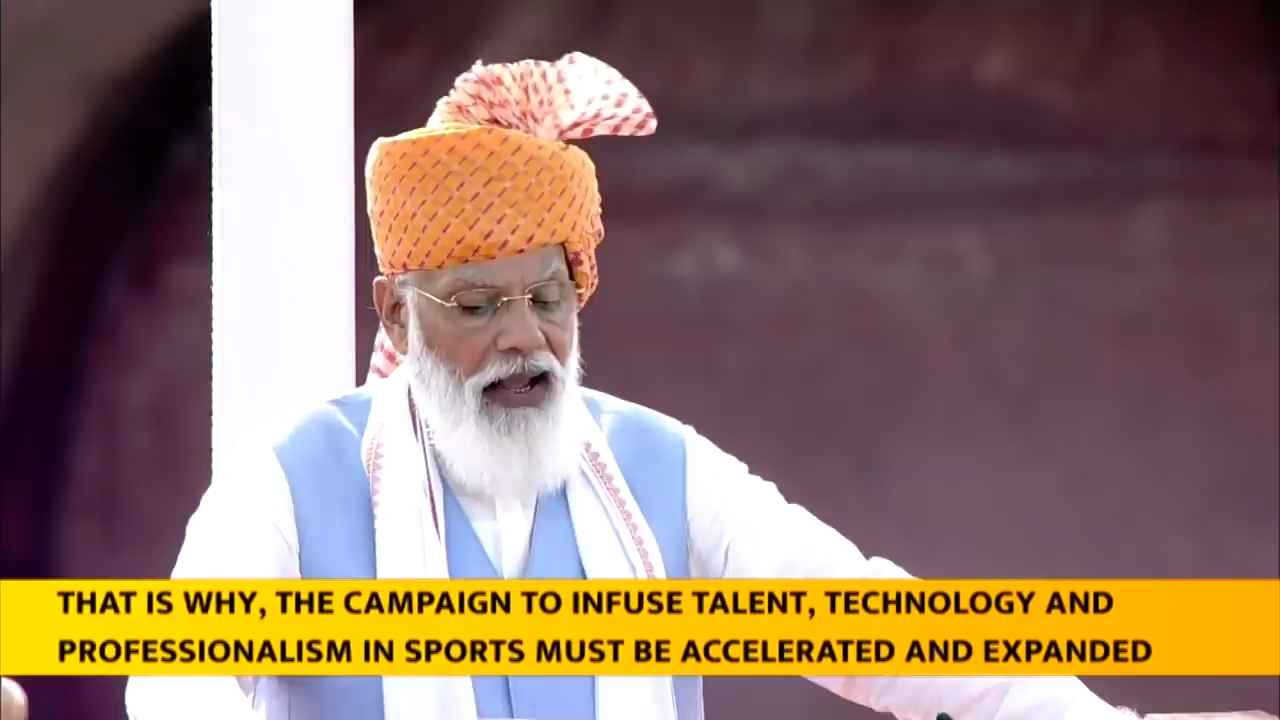 THAT IS WHY, THE CAMPAIGN TO INFUSE TALENT, TECHNOLOGY AND
PROFESSIONALISM IN SPORTS MUST BE ACCELERATED AND EXPANDED